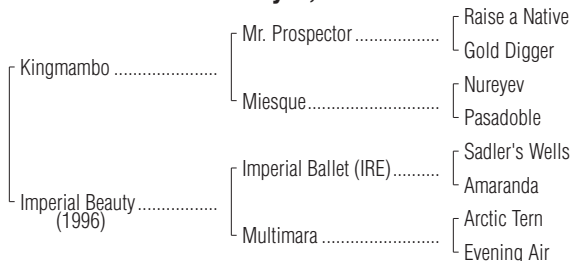 Raise a Native
Mr. Prospector ..................
Gold Digger
Kingmambo ......................
Nureyev
Miesque............................
Pasadoble
Sadler's Wells
Imperial Ballet (IRE)..........
Amaranda
Imperial Beauty.................
(1996)
Arctic Tern
Multimara .........................
Evening Air